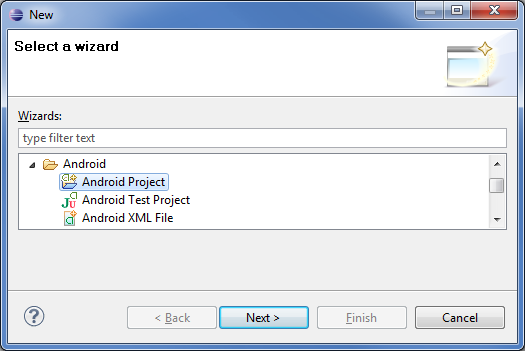 New
Select a wizard
Wizards:
type filter text
Android
Android Project
Android Test Project
Android XML File
? < Back Next > Finish Cancel